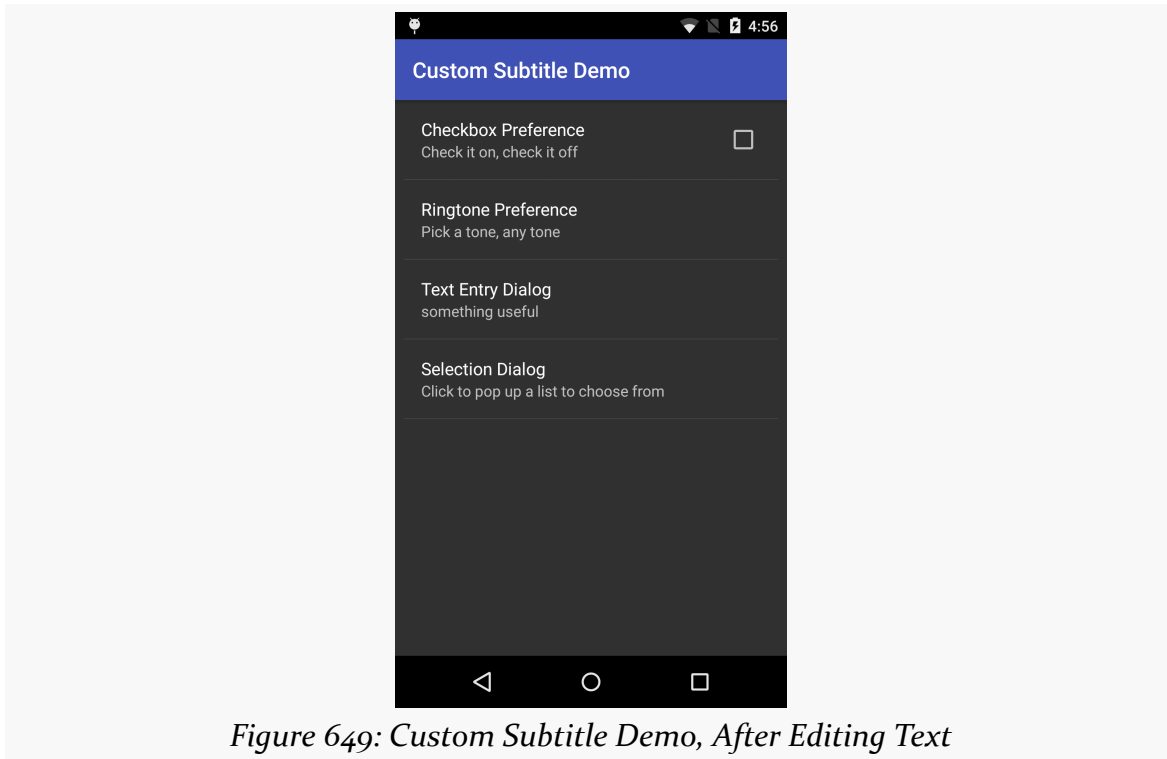 4:56
Custom Subtitle Demo
Checkbox Preference
Check it on, check it off
Ringtone Preference
Pick a tone, any tone
Text Entry Dialog
something useful
Selection Dialog
Click to pop up a list to choose from
Figure 649: Custom Subtitle Demo, After Editing Text